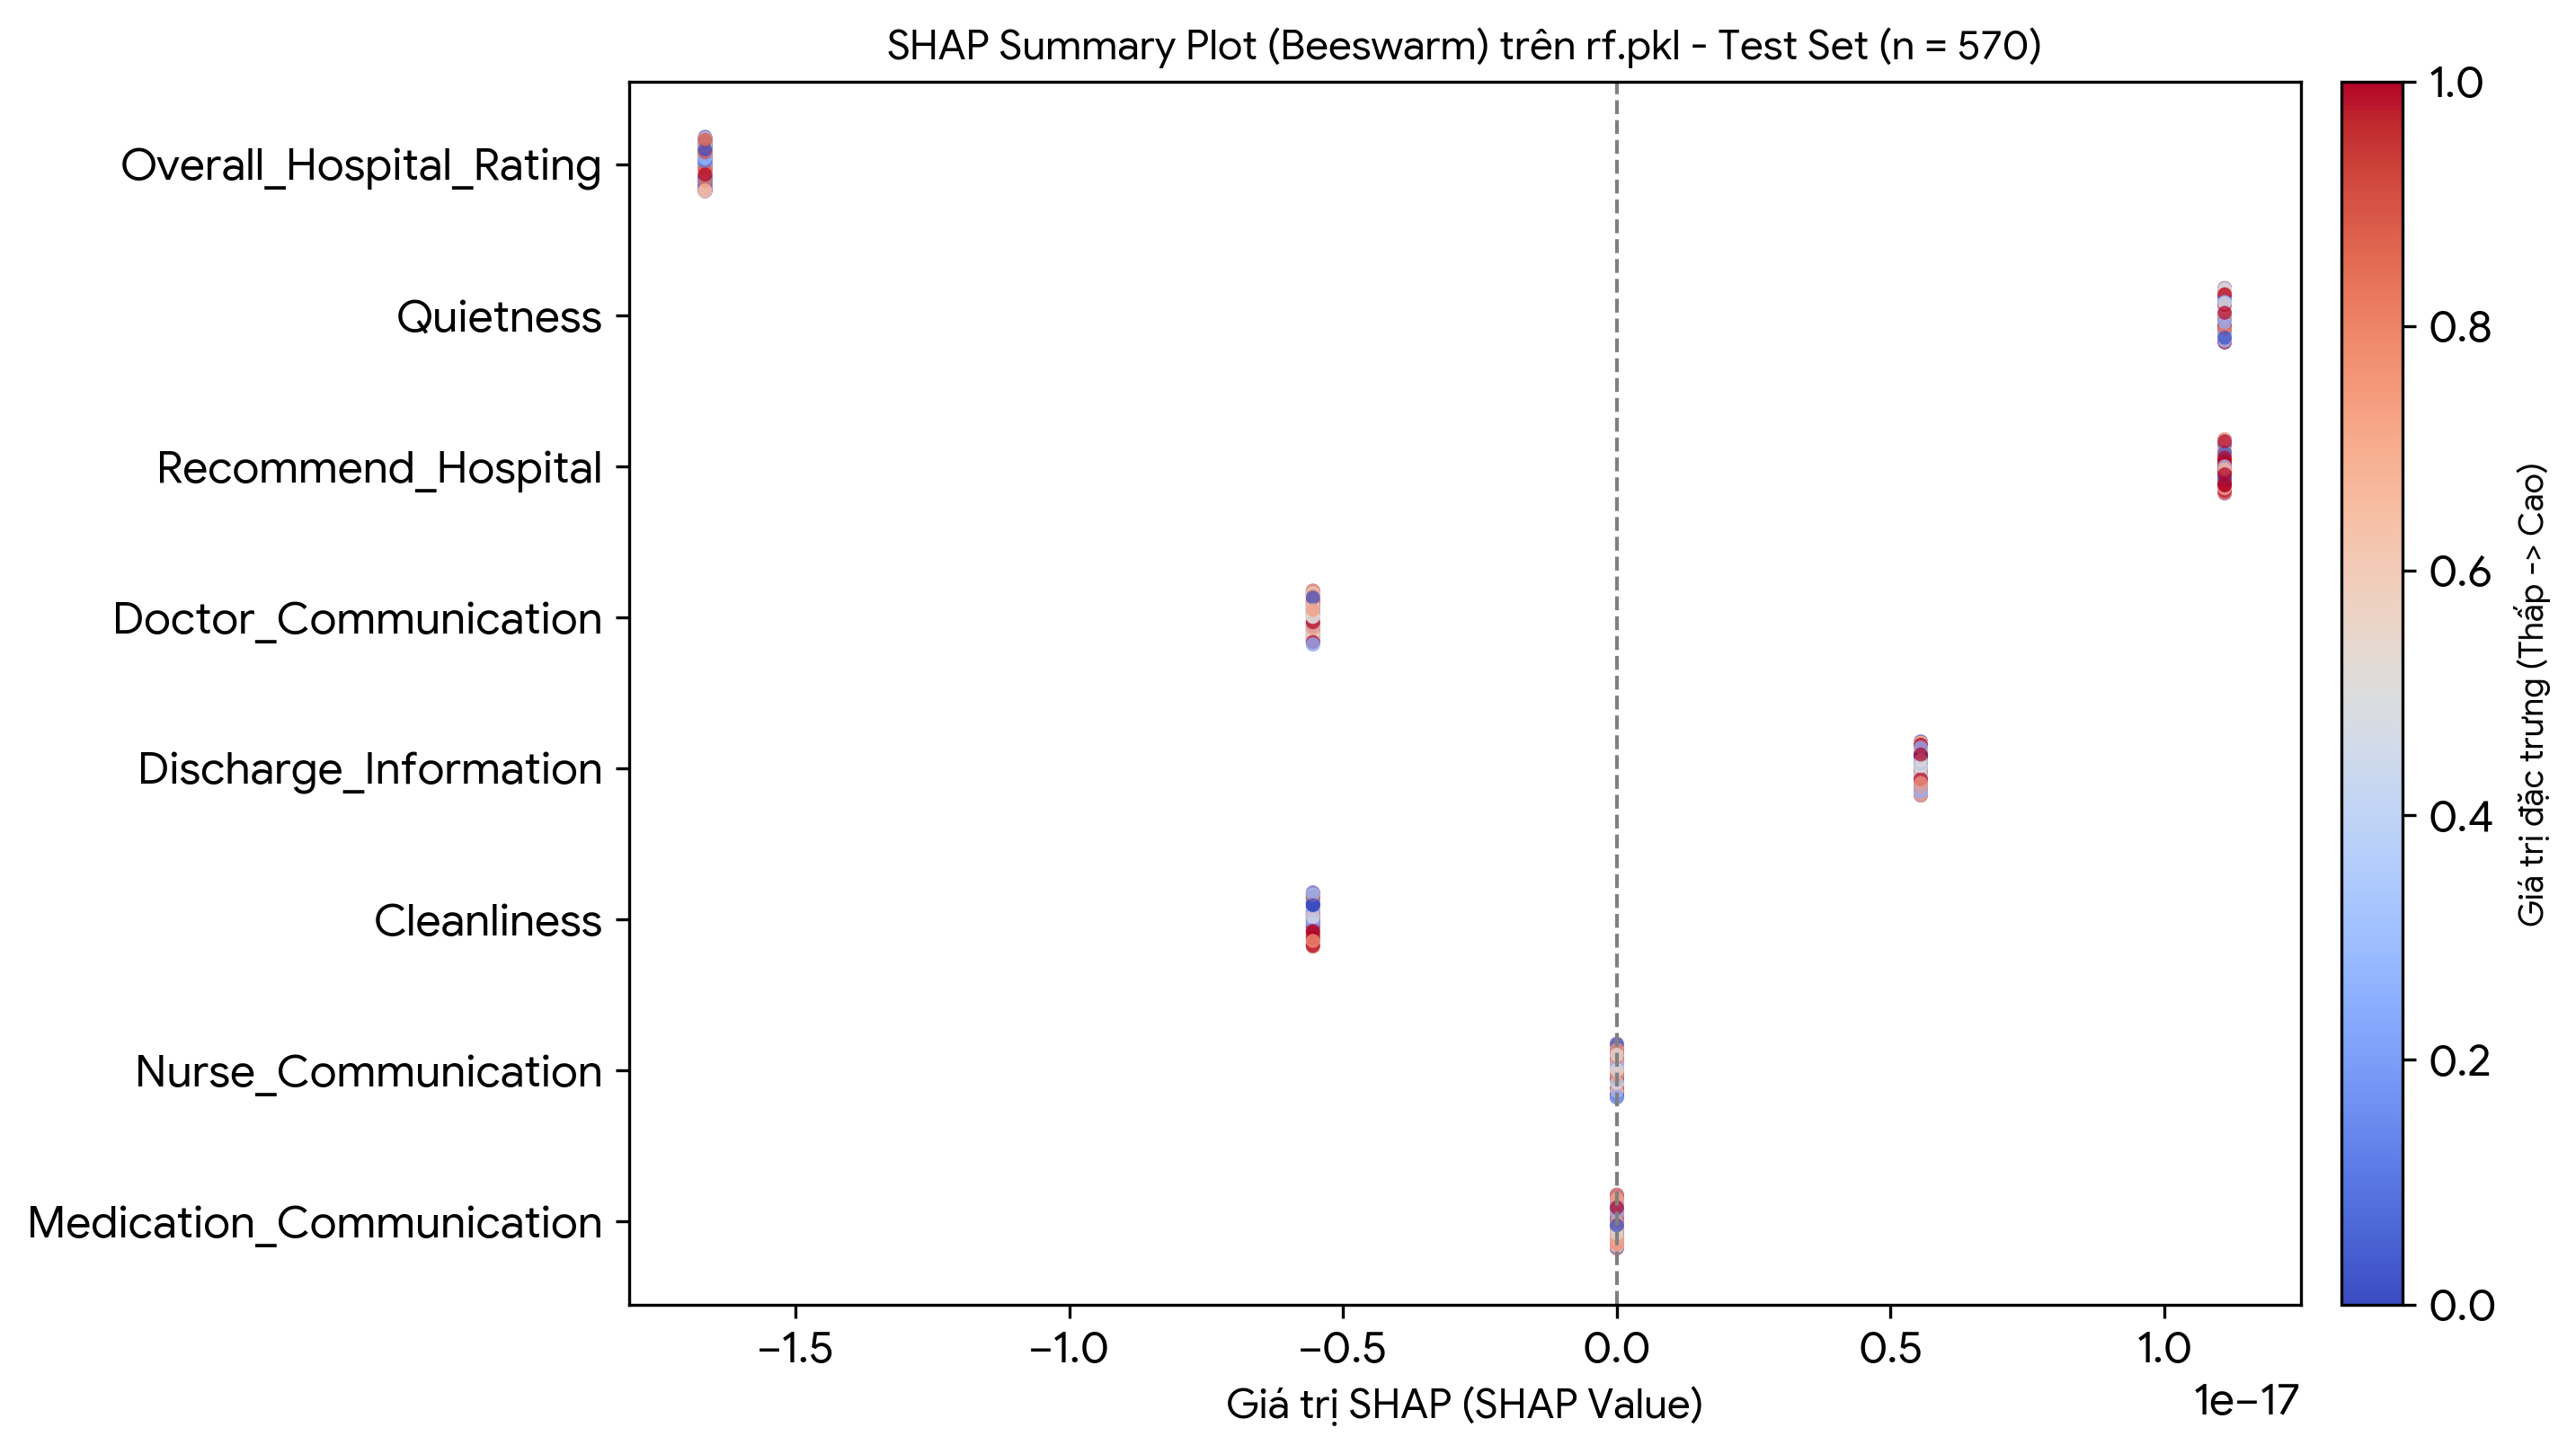 SHAP Summary Plot (Beeswarm) trên rf.pkl - Test Set (n = 570)
Overall_Hospital_Rating
Quietness
Recommend_Hospital
Doctor_Communication
Discharge_Information
Cleanliness
Nurse_Communication
Medication_Communication
−1.5
−1.0
−0.5
0.0
0.5
1.0
1e−17
Giá trị SHAP (SHAP Value)
1.0
0.8
0.6
0.4
0.2
0.0
Giá trị đặc trưng (Thấp -> Cao)